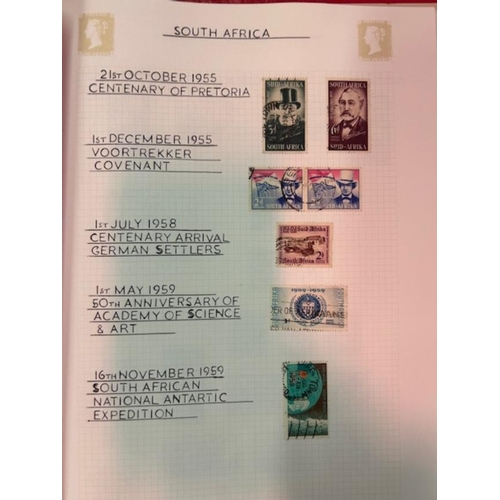 SOUTH AFRICA
21ST OCTOBER 1955
CENTENARY OF PRETORIA
1ST DECEMBER 1955
VOORTREKKER
COVENANT
1ST JULY 1958
CENTENARY ARRIVAL
GERMAN SETTLERS
1ST MAY 1959
50TH ANNIVERSARY OF
ACADEMY OF SCIENCE
& ART
16TH NOVEMBER 1959
SOUTH AFRICAN
NATIONAL ANTARTIC
EXPEDITION